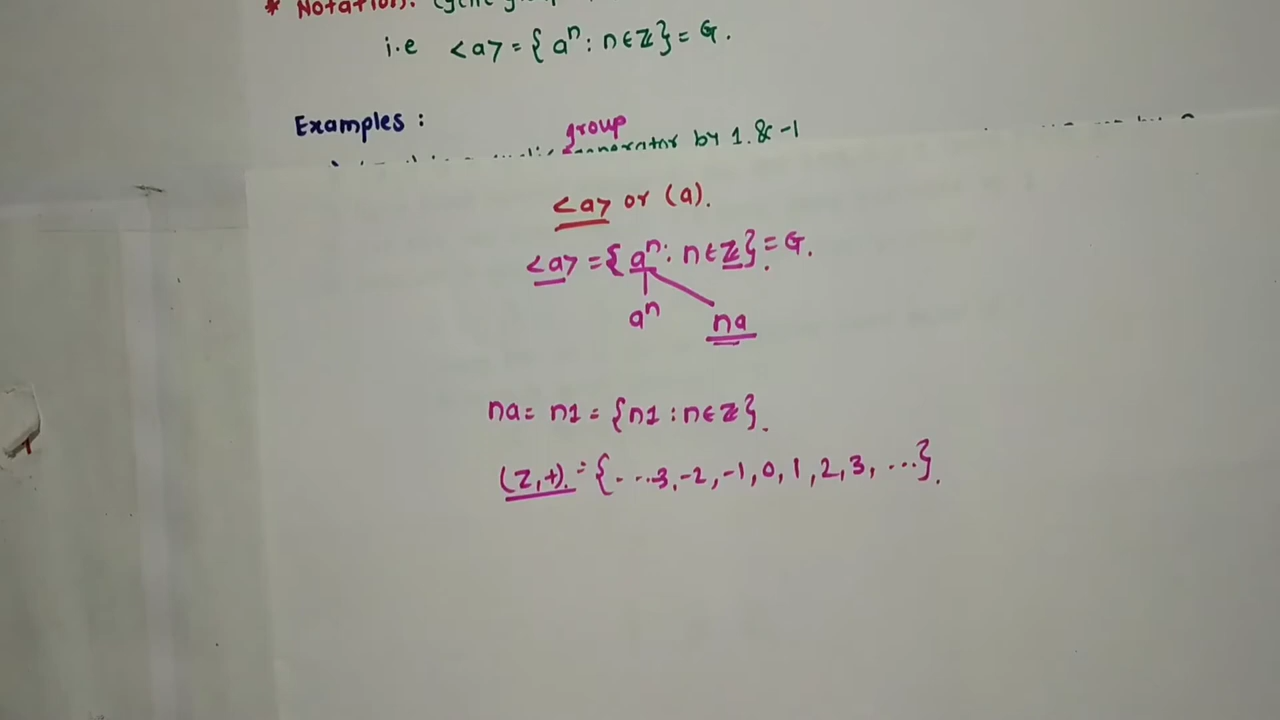 * Notation:
i.e <a> = { aⁿ : n ∈ ℤ } = G.
Examples :
group
by 1. & -1
<a> or (a).
<a> = { aⁿ : n ∈ ℤ } = G.
aⁿ na
na = n1 = { n1 : n ∈ ℤ }.
(Z,+). = { . . . -3, -2, -1, 0, 1, 2, 3, ... }.